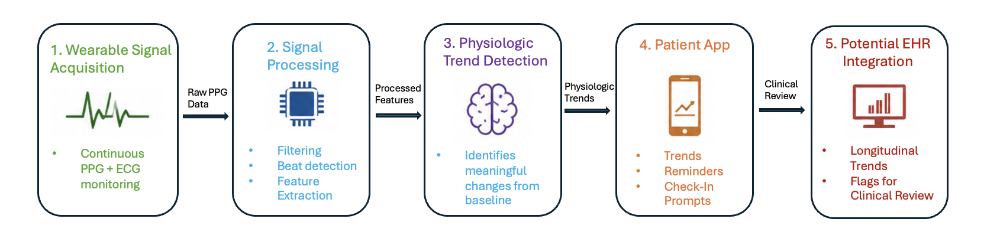 1. Wearable Signal
Acquisition
• Continuous
PPG + ECG
monitoring
Raw PPG
Data
2. Signal
Processing
• Filtering
• Beat detection
• Feature
Extraction
Processed
Features
3. Physiologic
Trend Detection
• Identifies
meaningful
changes from
baseline
Physiologic
Trends
4. Patient App
• Trends
• Reminders
• Check-In
Prompts
Clinical
Review
5. Potential EHR
Integration
• Longitudinal
Trends
• Flags for
Clinical Review